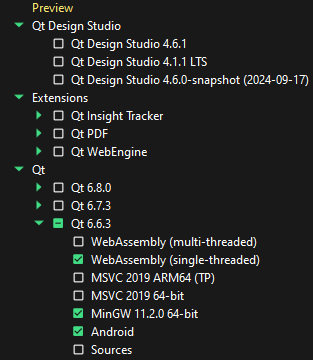 Preview
Qt Design Studio
Qt Design Studio 4.6.1
Qt Design Studio 4.1.1 LTS
Qt Design Studio 4.6.0-snapshot (2024-09-17)
Extensions
Qt Insight Tracker
Qt PDF
Qt WebEngine
Qt
Qt 6.8.0
Qt 6.7.3
Qt 6.6.3
WebAssembly (multi-threaded)
WebAssembly (single-threaded)
MSVC 2019 ARM64 (TP)
MSVC 2019 64-bit
MinGW 11.2.0 64-bit
Android
Sources